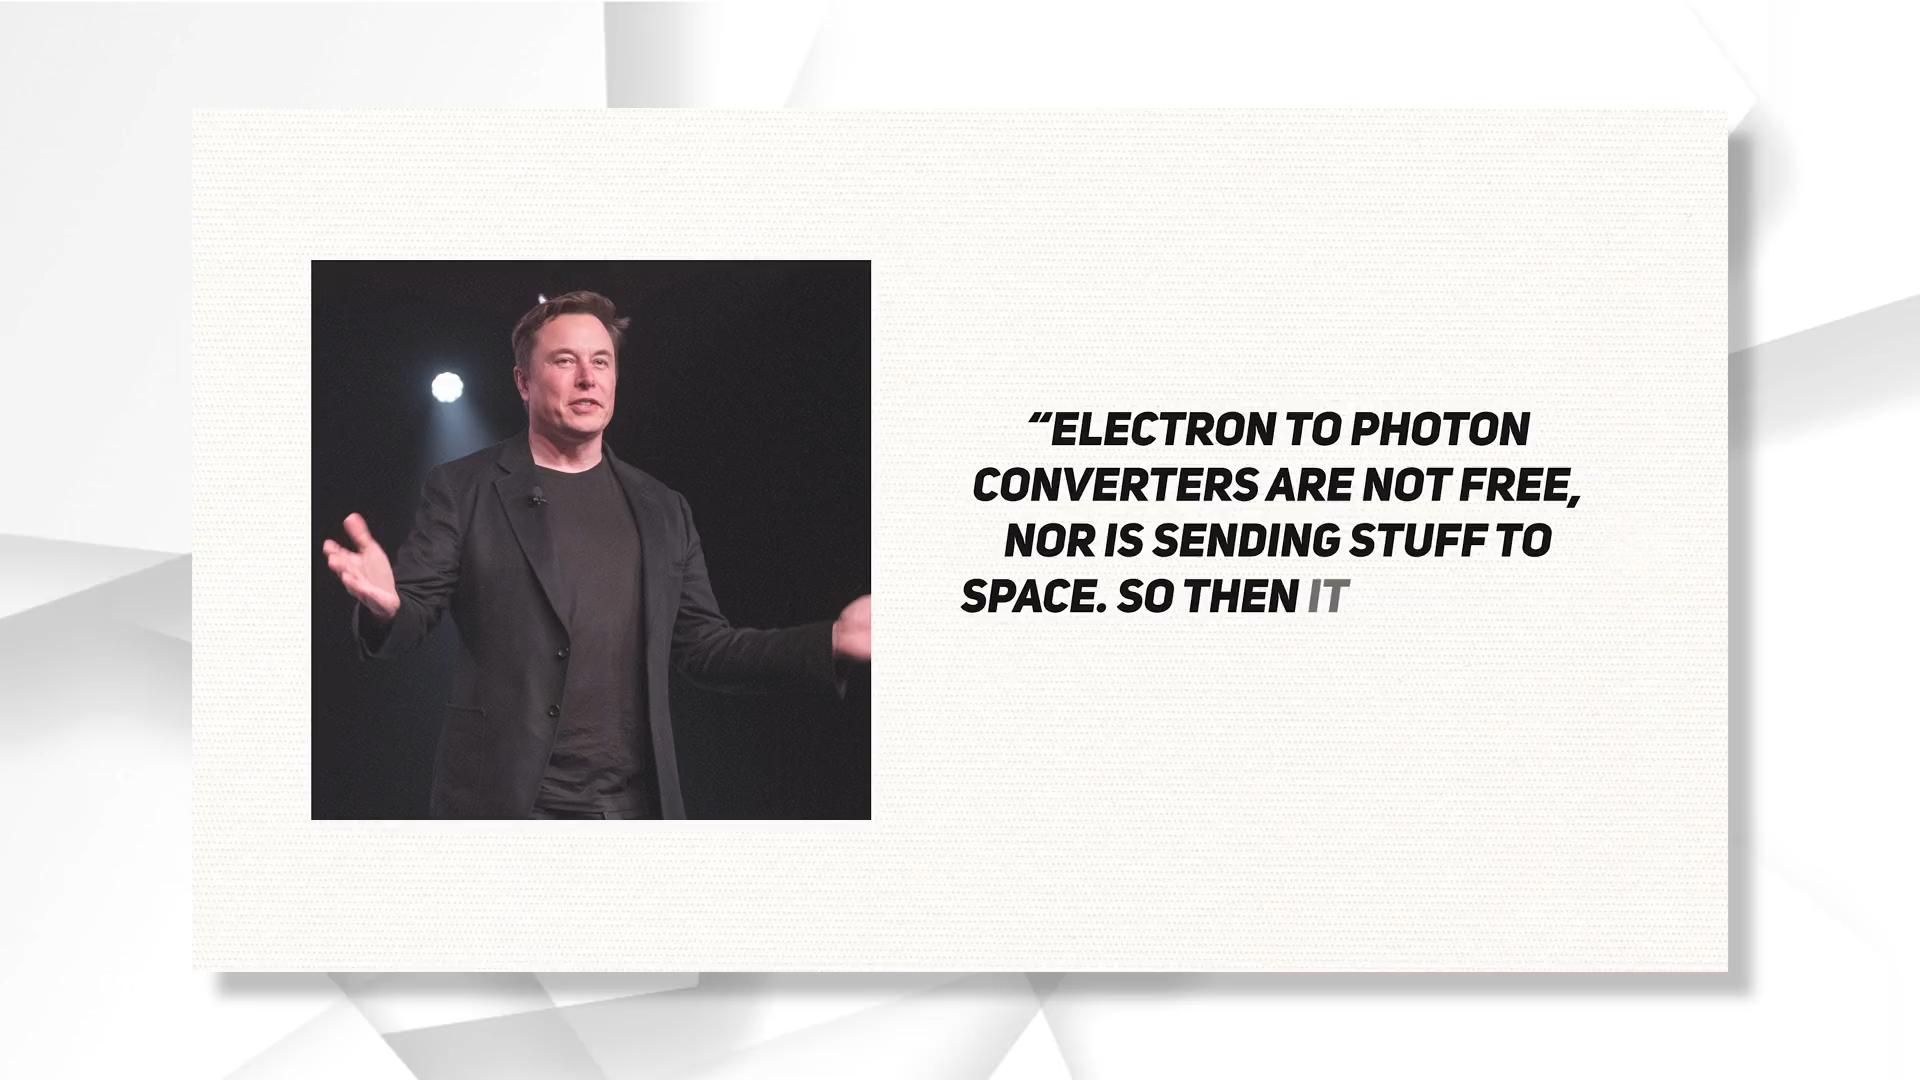 “ELECTRON TO PHOTON
CONVERTERS ARE NOT FREE,
NOR IS SENDING STUFF TO
SPACE. SO THEN IT